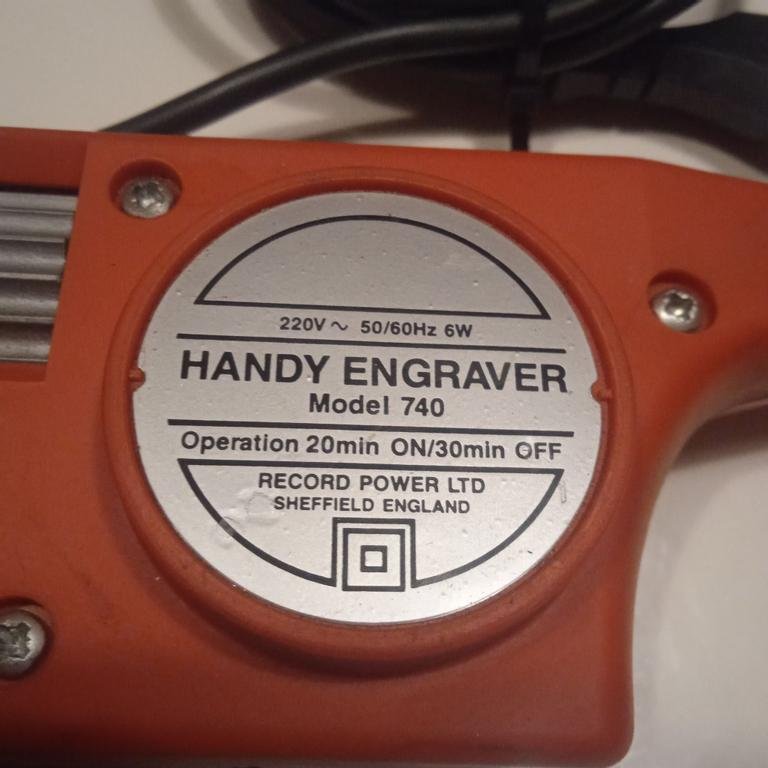 220V ~ 50/60Hz 6W
HANDY ENGRAVER
Model 740
Operation 20min ON/30min OFF
RECORD POWER LTD
SHEFFIELD ENGLAND